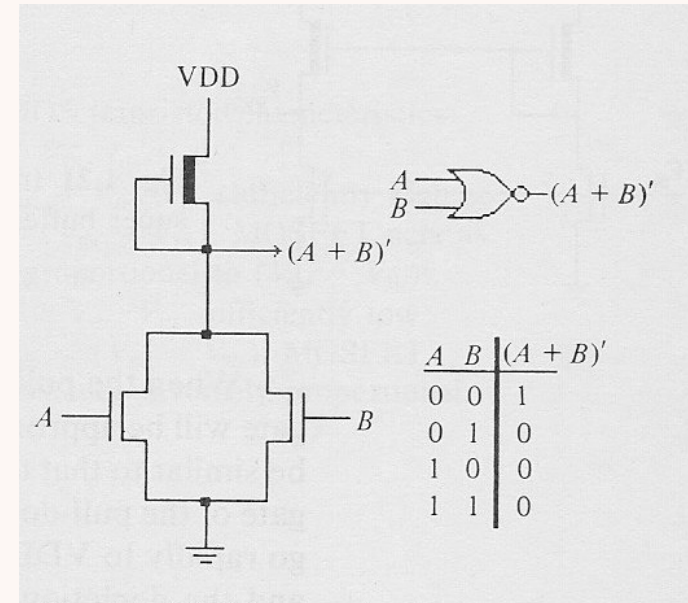 VDD
A
B
(A + B)′
(A + B)′
A B (A + B)′
0 0 1
0 1 0
1 0 0
1 1 0
A
B